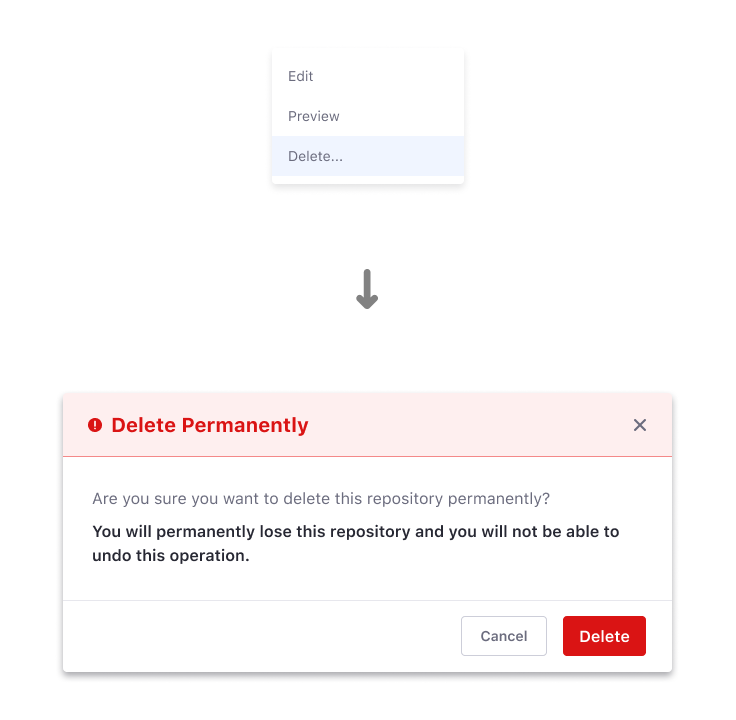 Edit
Preview
Delete...
Delete Permanently
Are you sure you want to delete this repository permanently?
You will permanently lose this repository and you will not be able to
undo this operation.
Cancel
Delete